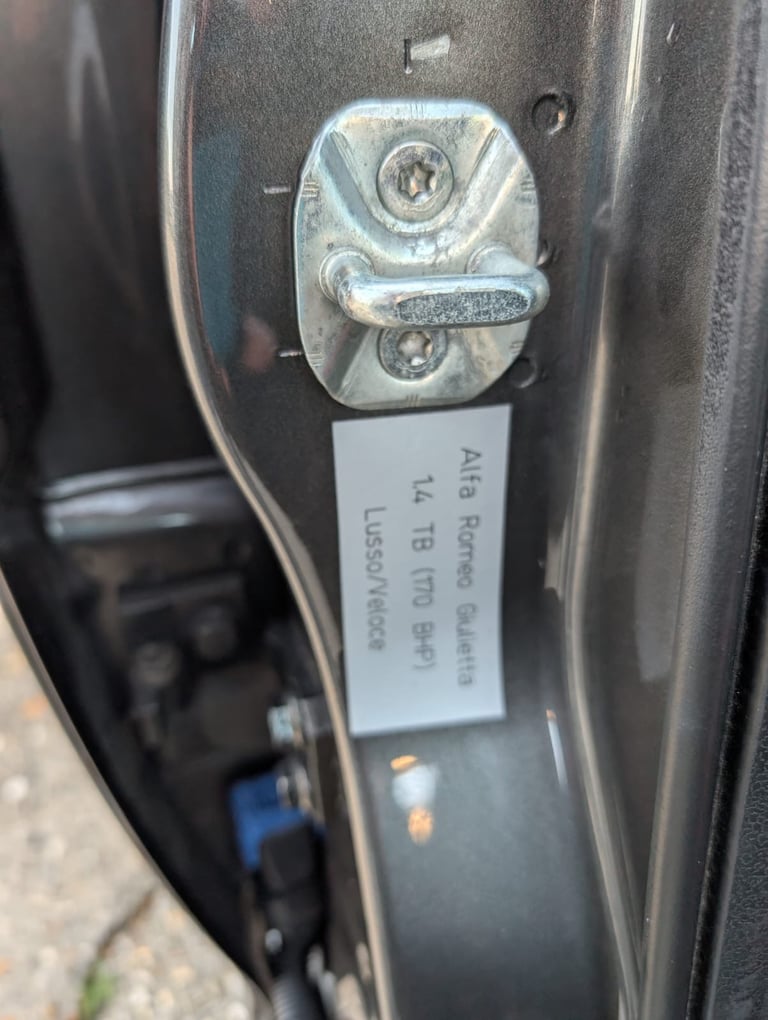 Alfa Romeo Giulietta
1.4 TB (170 BHP)
Lusso/Veloce